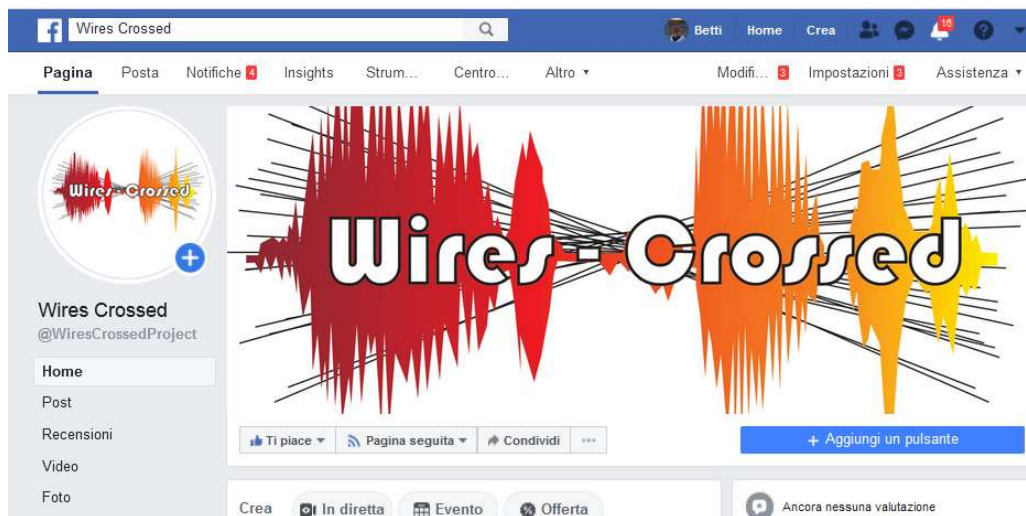 Wires Crossed
Betti Home Crea 16
Pagina Posta Notifiche 4 Insights Strum... Centro... Altro Modifi... 3 Impostazioni 3 Assistenza
Wires-Crossed
Wires - Crossed
Wires Crossed
@WiresCrossedProject
Home
Post
Recensioni
Video
Foto
Ti piace Pagina seguita Condividi ...
+ Aggiungi un pulsante
Crea In diretta Evento Offerta
Ancora nessuna valutazione